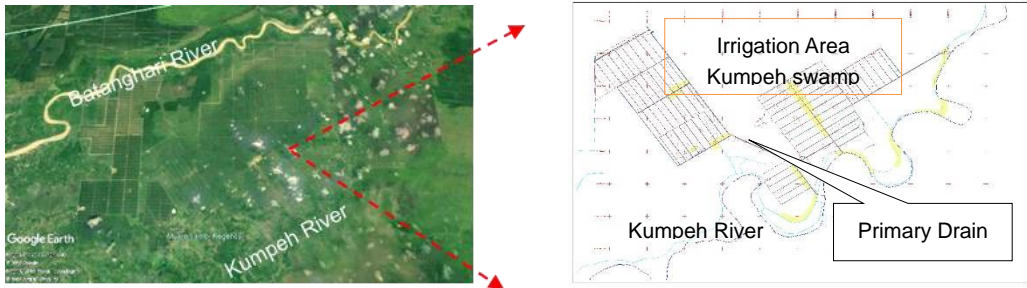 Batanghari River
Kumpeh River
Google Earth
Irrigation Area
Kumpeh swamp
Kumpeh River
Primary Drain